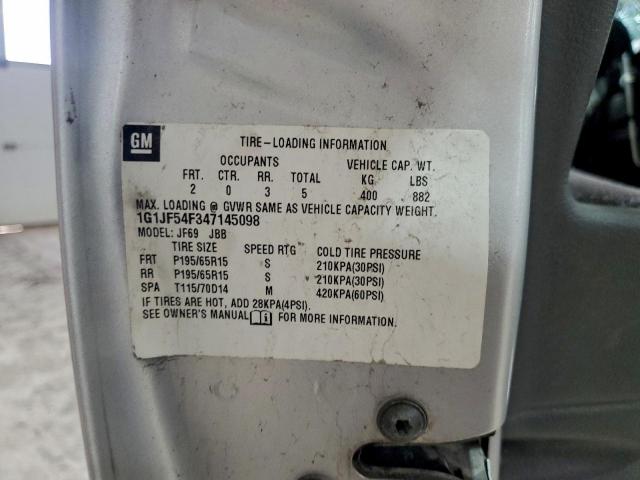 GM
TIRE-LOADING INFORMATION
OCCUPANTS VEHICLE CAP. WT.
FRT. CTR. RR. TOTAL KG LBS
2 0 3 5 400 882
MAX. LOADING @ GVWR SAME AS VEHICLE CAPACITY WEIGHT.
1G1JF54F347145098
MODEL: JF69 JBB
TIRE SIZE SPEED RTG COLD TIRE PRESSURE
FRT P195/65R15 S 210KPA(30PSI)
RR P195/65R15 S 210KPA(30PSI)
SPA T115/70D14 M 420KPA(60PSI)
IF TIRES ARE HOT, ADD 28KPA(4PSI).
SEE OWNER'S MANUAL FOR MORE INFORMATION.